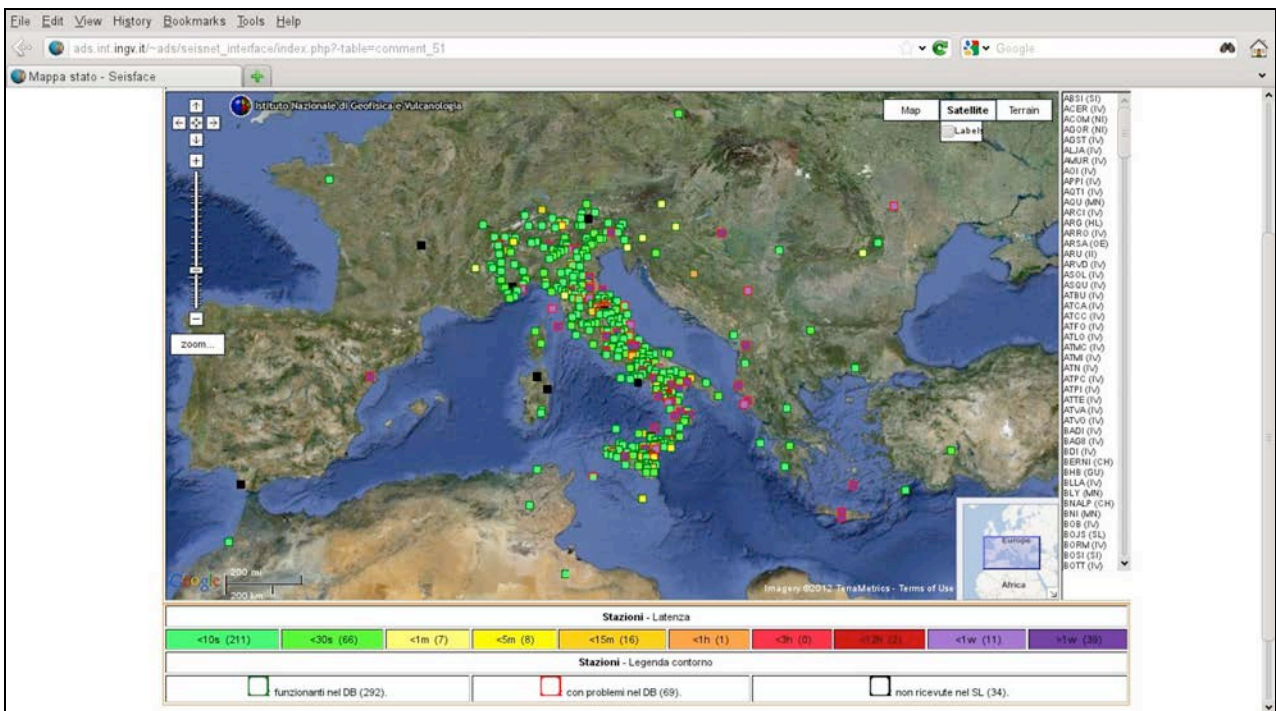 File Edit View History Bookmarks Tools Help
ads.int.ingv.it/~ads/seisnet_interface/index.php?-table=comment_51
Google
Mappa stato - Seisface
Istituto Nazionale di Geofisica e Vulcanologia
Map Satellite Terrain
Labels
zoom...
ABSI (SI)
ACER (IV)
ACOM (NI)
AGOR (NI)
AGST (IV)
ALJA (IV)
AMUR (IV)
AOI (IV)
APPI (IV)
AQTI (IV)
AQU (MN)
ARCI (IV)
ARG (HL)
ARRO (IV)
ARSA (OE)
ARU (II)
ARVD (IV)
ASOL (IV)
ASQU (IV)
ATBU (IV)
ATCA (IV)
ATCC (IV)
ATFO (IV)
ATLO (IV)
ATMC (IV)
ATMI (IV)
ATN (IV)
ATPC (IV)
ATPI (IV)
ATTE (IV)
ATVA (IV)
ATVO (IV)
BADI (IV)
BAG8 (IV)
BDI (IV)
BERNI (CH)
BHB (GU)
BLLA (IV)
BLY (MN)
BNALP (CH)
BNI (MN)
BOB (IV)
BOJS (SL)
BORM (IV)
BOSI (SI)
BOTT (IV)
Europe
Africa
Google
200 mi
200 km
Imagery ©2012 TerraMetrics - Terms of Use
Stazioni - Latenza
<10s (211) <30s (66) <1m (7) <5m (8) <15m (16) <1h (1) <3h (0) <12h (2) <1w (11) >1w (39)
Stazioni - Legenda contorno
funzionanti nel DB (292). con problemi nel DB (69). non ricevute nel SL (34).